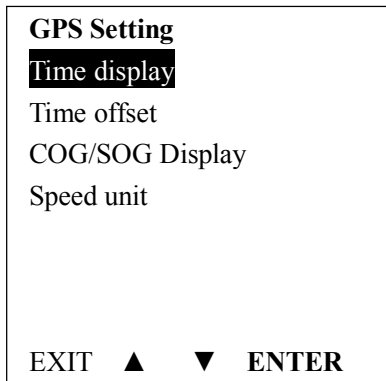 GPS Setting
Time display
Time offset
COG/SOG Display
Speed unit
EXIT ▲ ▼ ENTER